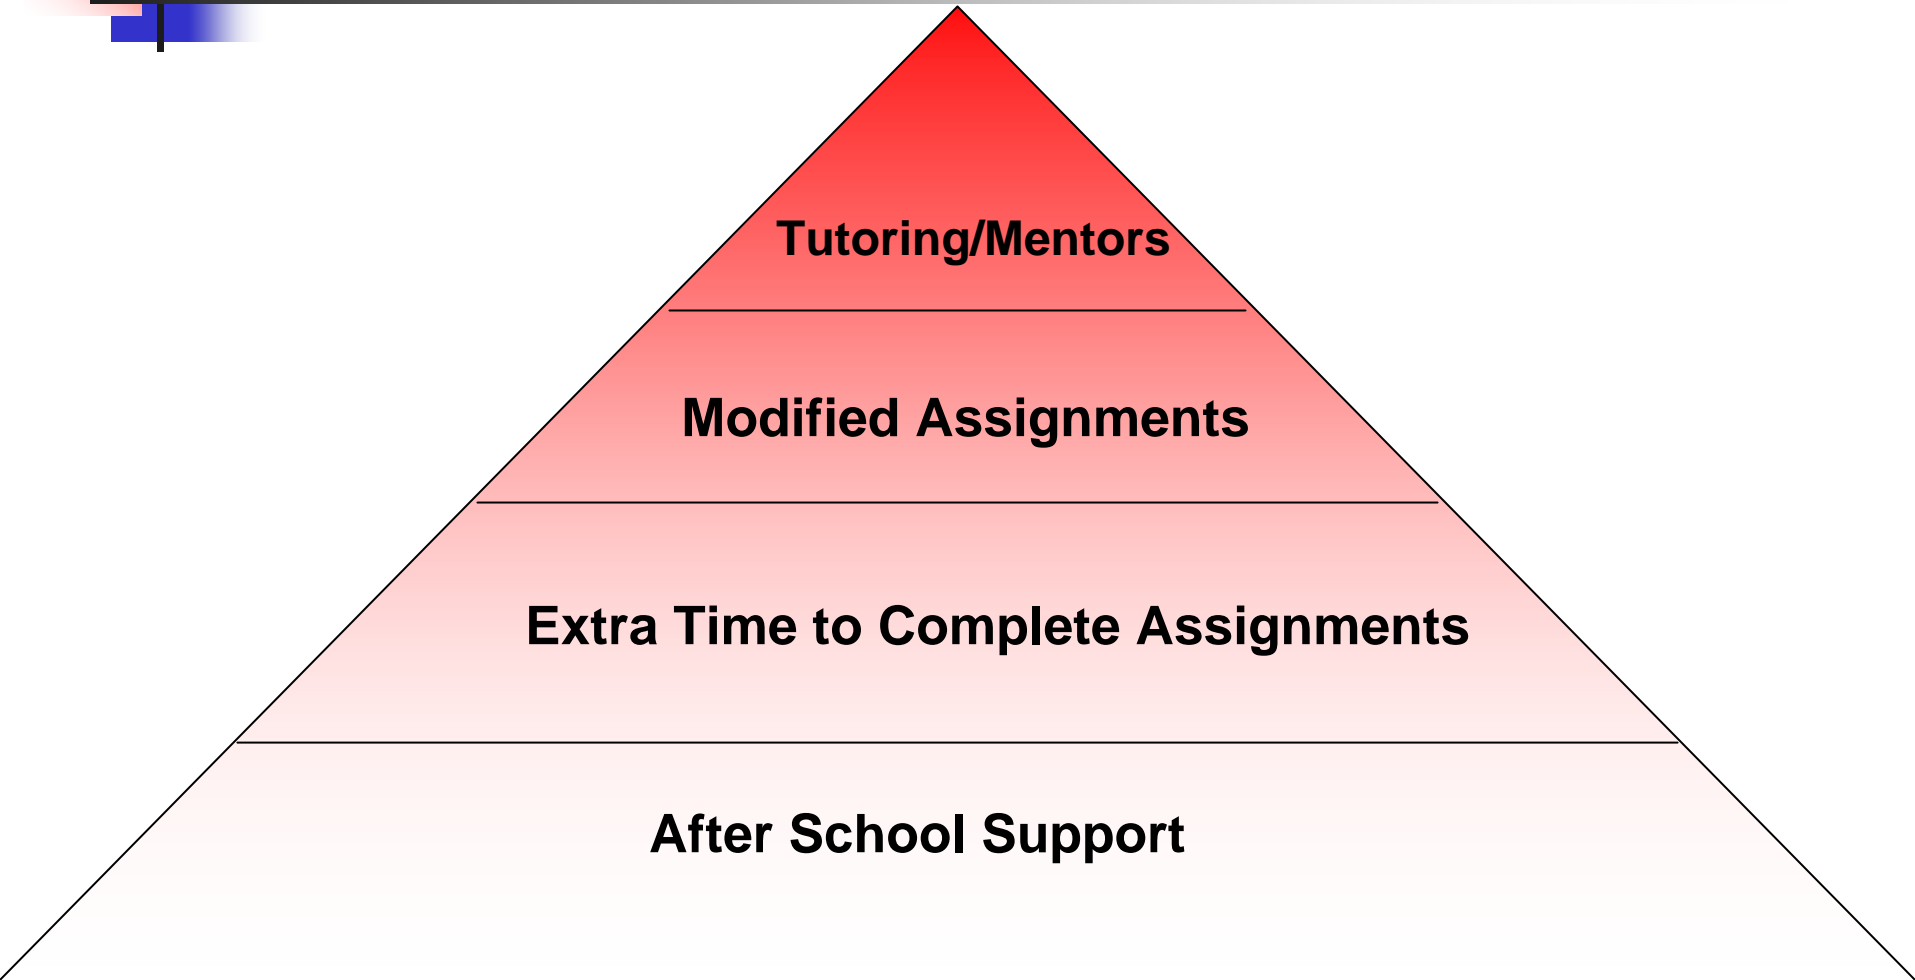 Tutoring/Mentors
Modified Assignments
Extra Time to Complete Assignments
After School Support